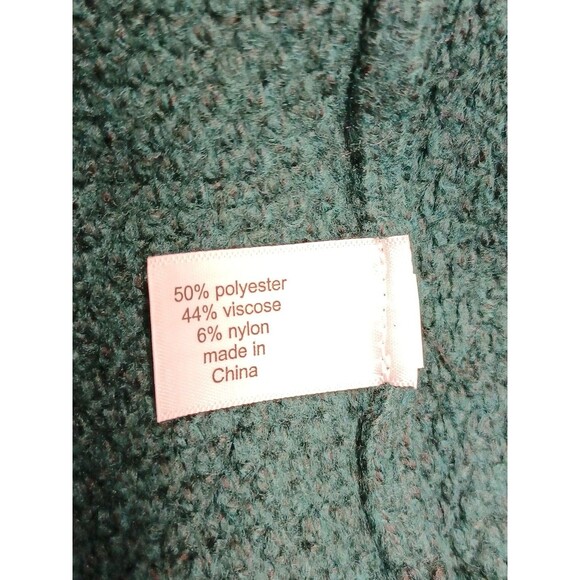 50% polyester
44% viscose
6% nylon
made in
China